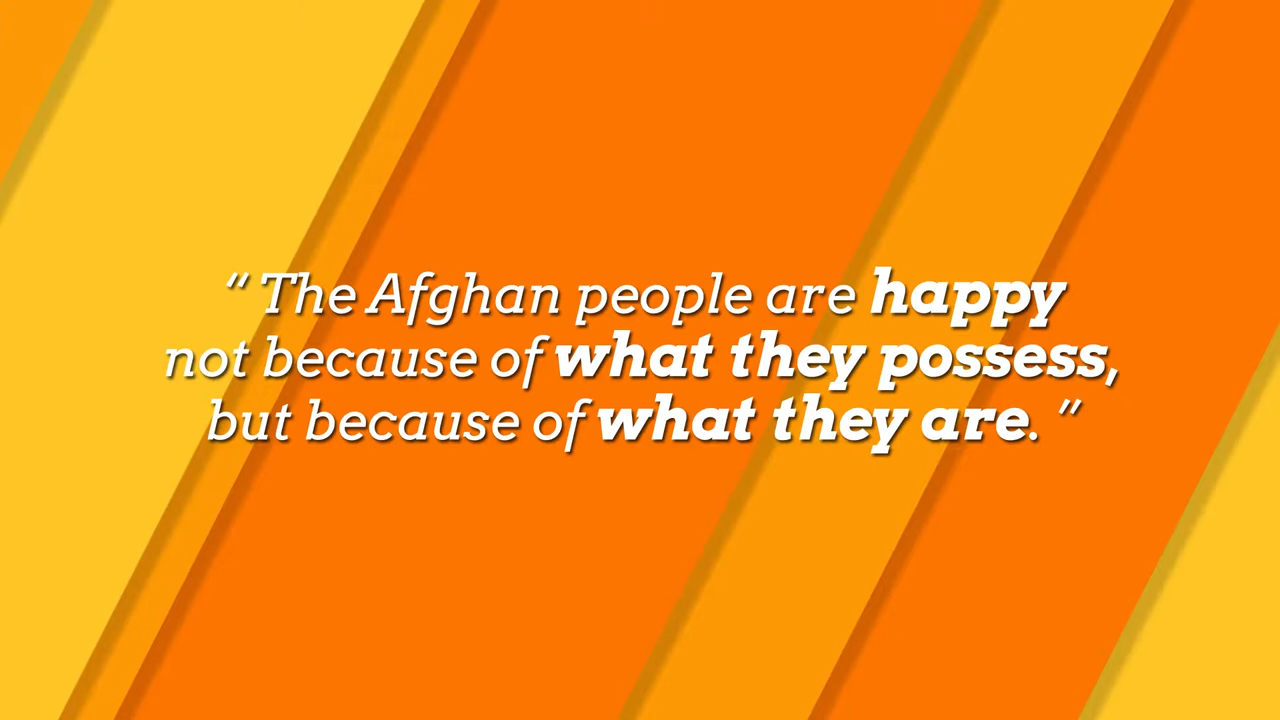 “ The Afghan people are happy
not because of what they possess,
but because of what they are. ”